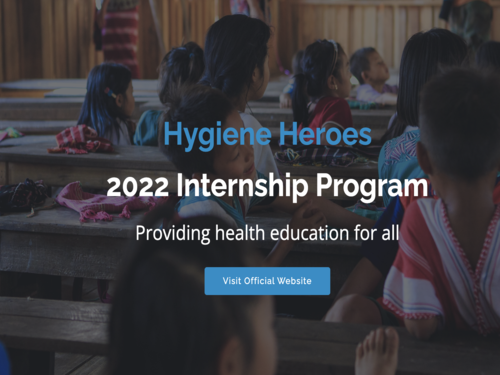 Hygiene Heroes
2022 Internship Program
Providing health education for all
Visit Official Website